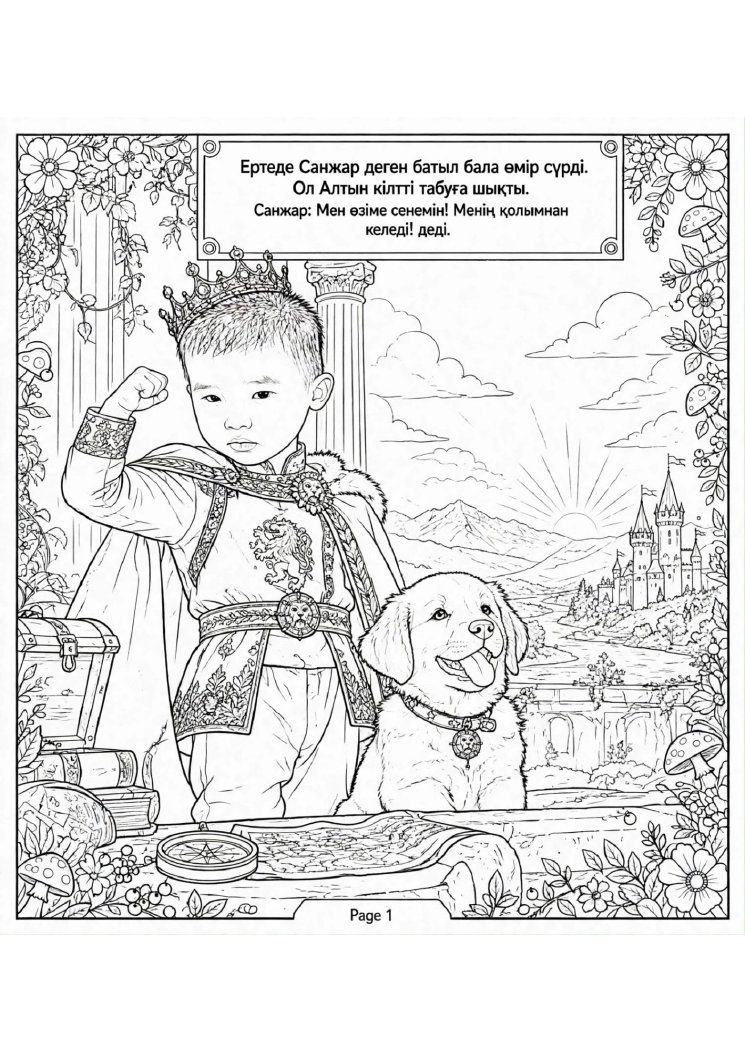 Ертеде Санжар деген батыл бала өмір сүрді.
Ол Алтын кілтті табуға шықты.
Санжар: Мен өзіме сенемін! Менің қолымнан
келеді! деді.
Page 1